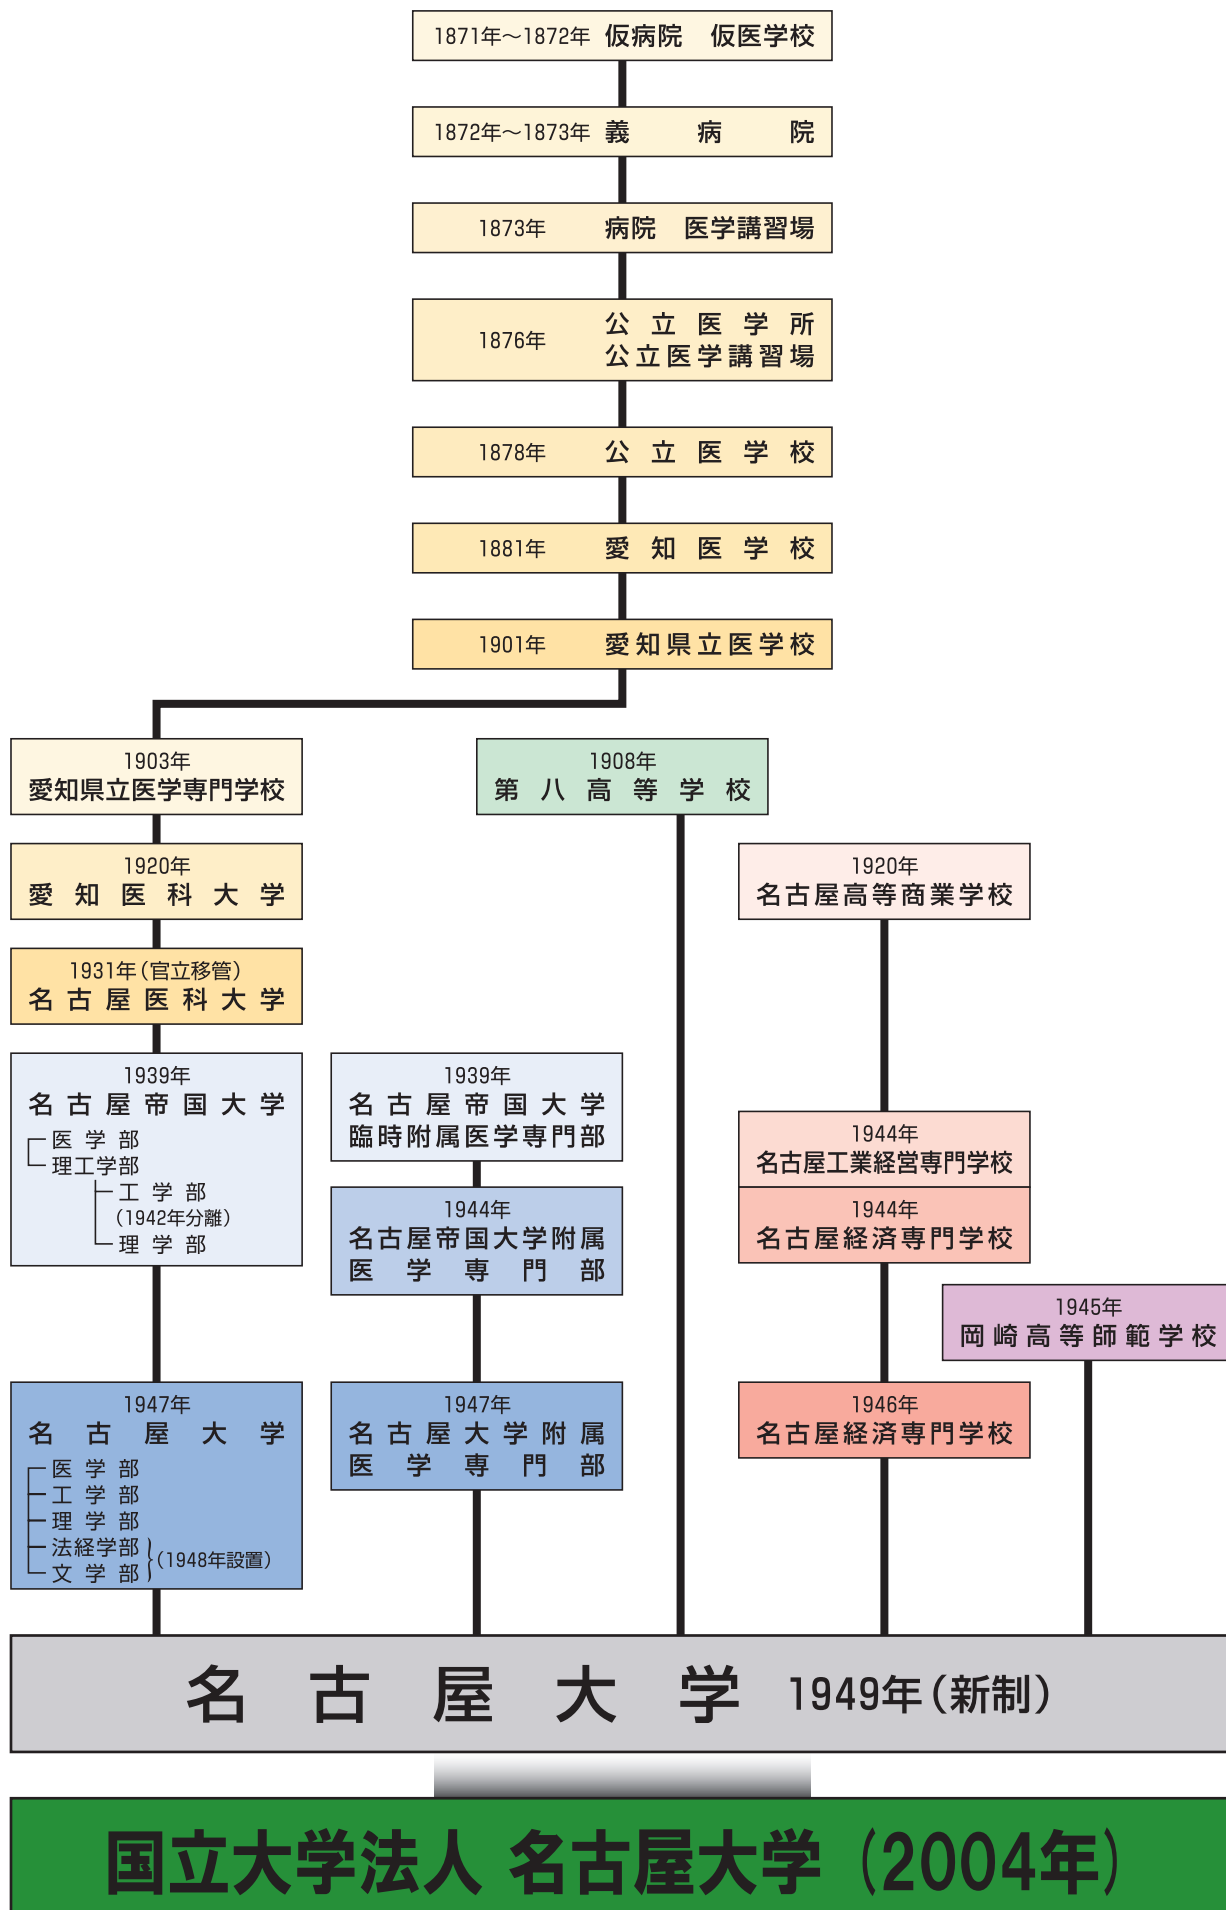 1871年～1872年 仮病院 仮医学校
1872年～1873年 義病院
1873年 病院 医学講習場
1876年 公立医学所
公立医学講習場
1878年 公立医学校
1881年 愛知医学校
1901年 愛知県立医学校
1903年
愛知県立医学専門学校
1908年
第八高等学校
1920年
愛知医科大学
1920年
名古屋高等商業学校
1931年（官立移管）
名古屋医科大学
1939年
名古屋帝国大学
医学部
理工学部
工学部
（1942年分離）
理学部
1939年
名古屋帝国大学
臨時附属医学専門部
1944年
名古屋帝国大学附属
医学専門部
1944年
名古屋工業経営専門学校
1944年
名古屋経済専門学校
1945年
岡崎高等師範学校
1947年
名古屋大学
医学部
工学部
理学部
法経学部
文学部
（1948年設置）
1947年
名古屋大学附属
医学専門部
1946年
名古屋経済専門学校
名古屋大学 1949年（新制）
国立大学法人 名古屋大学（2004年）